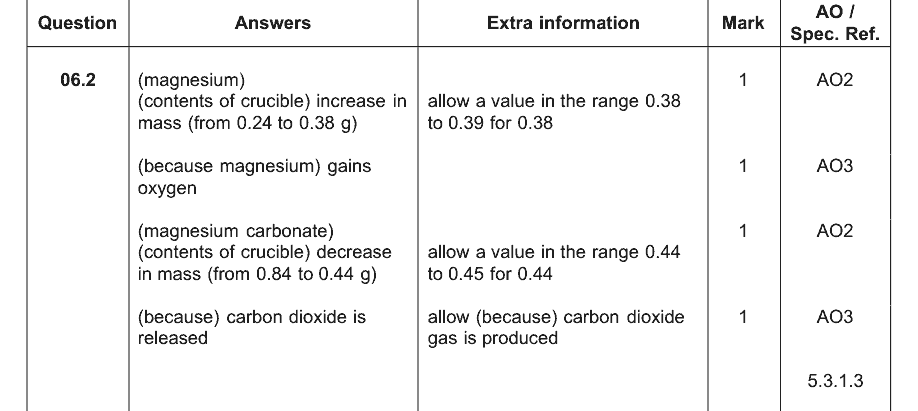 Question Answers Extra information Mark AO /
Spec. Ref.
06.2 (magnesium) 1 AO2
(contents of crucible) increase in allow a value in the range 0.38
mass (from 0.24 to 0.38 g) to 0.39 for 0.38
(because magnesium) gains 1 AO3
oxygen
(magnesium carbonate) 1 AO2
(contents of crucible) decrease allow a value in the range 0.44
in mass (from 0.84 to 0.44 g) to 0.45 for 0.44
(because) carbon dioxide is allow (because) carbon dioxide 1 AO3
released gas is produced
5.3.1.3